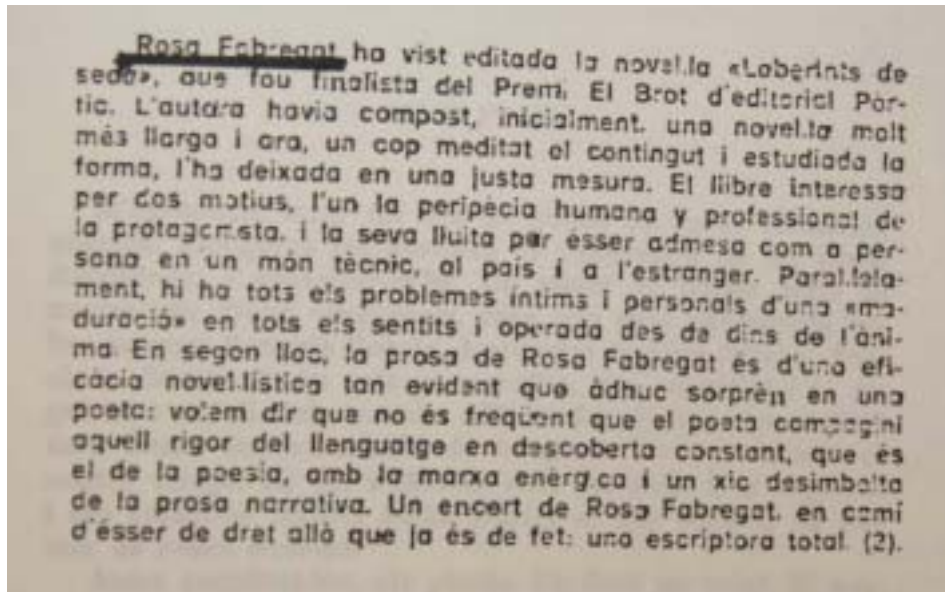 Rosa Fabregat ha vist editada la novel.la «Laberints de
seda», que fou finalista del Premi El Brot d'editorial Pòr-
tic. L'autora havia compost, inicialment, una novel.la molt
més llarga i ara, un cop meditat el contingut i estudiada la
forma, l'ha deixada en una justa mesura. El llibre interessa
per dos motius, l'un la peripècia humana y professional de
la protagonista, i la seva lluita per ésser admesa com a per-
sona en un món tècnic, al país i a l'estranger. Paral.lela-
ment, hi ha tots els problemes íntims i personals d'una «ma-
duració» en tots els sentits i operada des de dins de l'àni-
ma. En segon lloc, la prosa de Rosa Fabregat és d'una efi-
càcia novel.lística tan evident que àdhuc sorprèn en una
poeta: volem dir que no és freqüent que el poeta compagini
aquell rigor del llenguatge en descoberta constant, que és
el de la poesia, amb la marxa enèrgica i un xic desimbolta
de la prosa narrativa. Un encert de Rosa Fabregat, en camí
d'ésser de dret allò que ja és de fet: una escriptora total. (2).